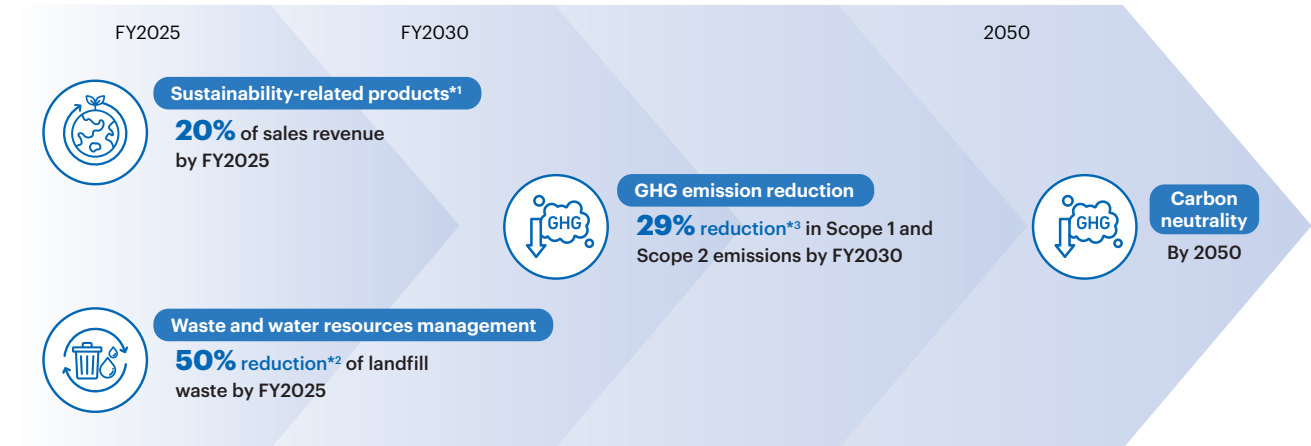 FY2025
FY2030
2050
Sustainability-related products*1
20% of sales revenue
by FY2025
GHG
GHG emission reduction
29% reduction*3 in Scope 1 and
Scope 2 emissions by FY2030
GHG
Carbon
neutrality
By 2050
Waste and water resources management
50% reduction*2 of landfill
waste by FY2025